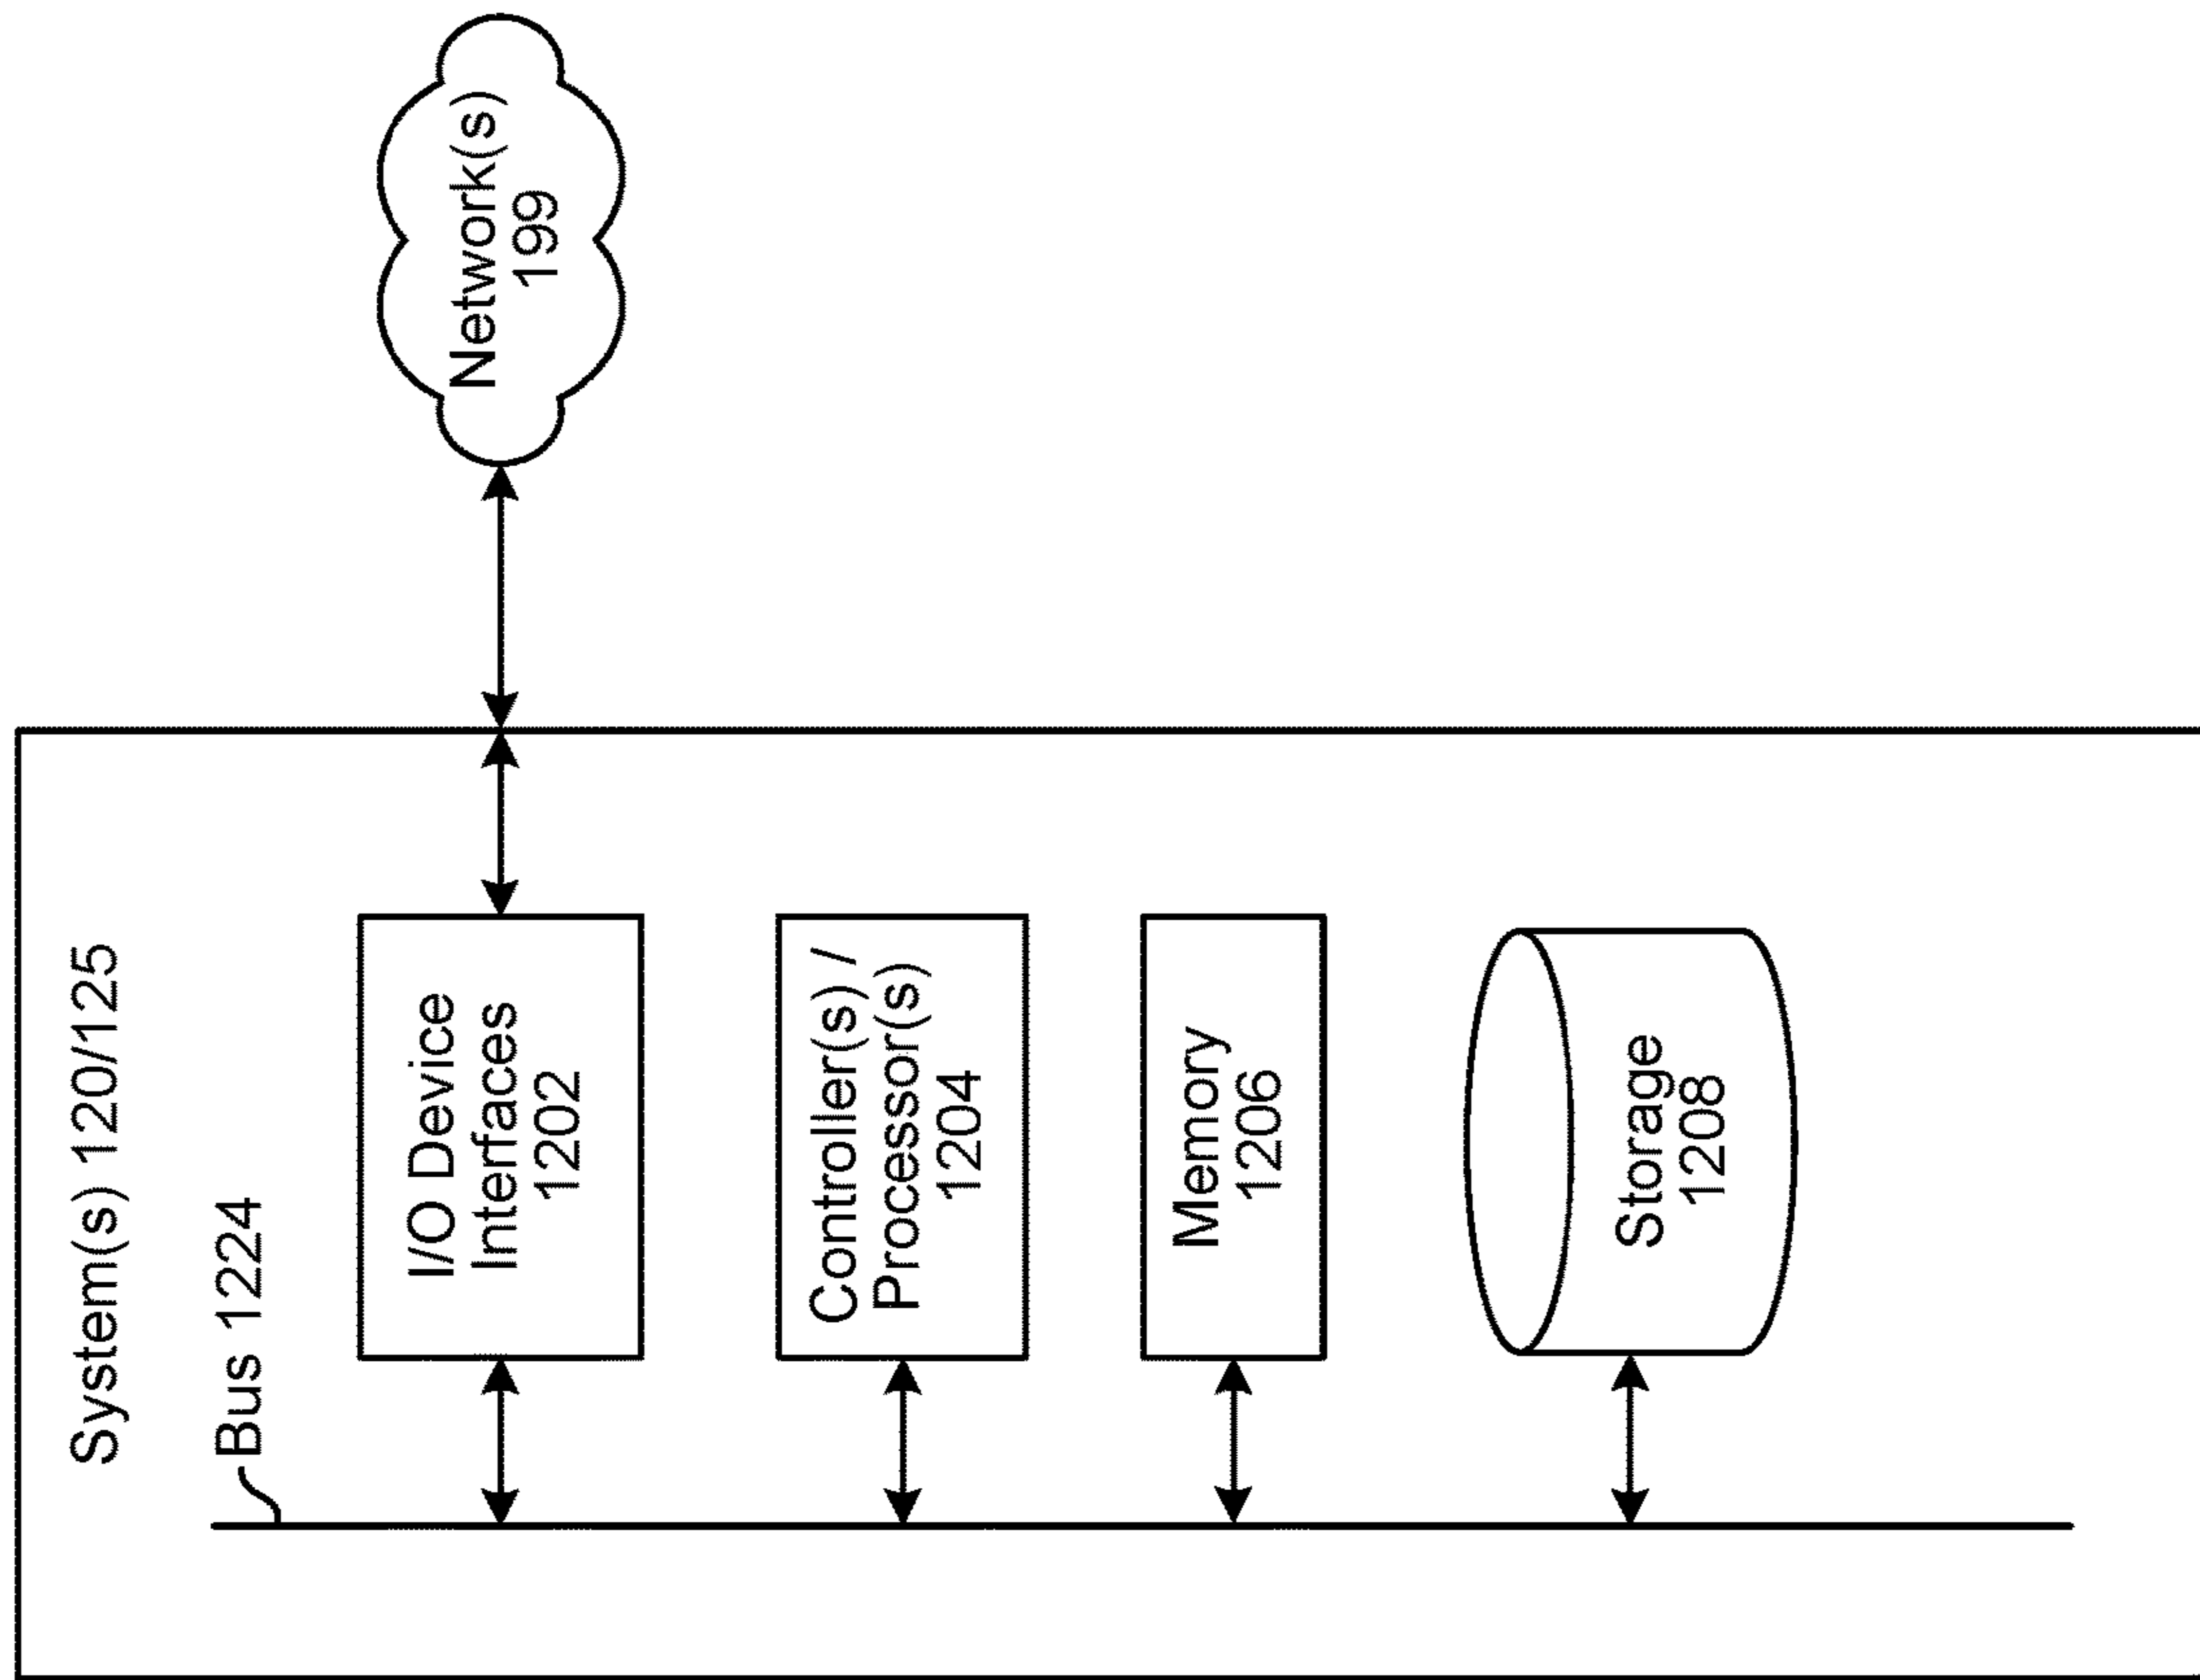 System(s) 120/125
Bus 1224
I/O Device
Interfaces
1202
Controller(s) /
Processor(s)
1204
Memory
1206
Storage
1208
Network(s)
199